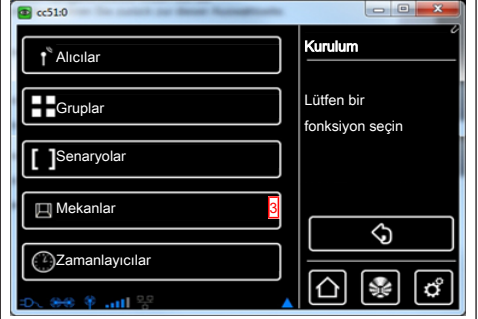 cc51:0
Alıcılar
Gruplar
[ ]Senaryolar
Mekanlar
3
Zamanlayıcılar
Kurulum
Lütfen bir
fonksiyon seçin